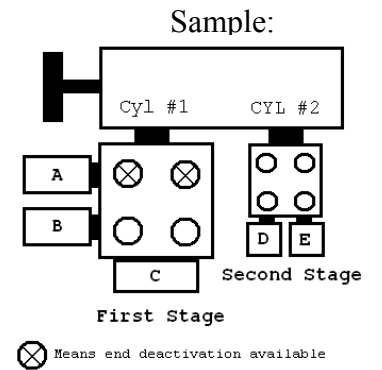 Sample:
Cyl #1 CYL #2
A
B
C
D E
Second Stage
First Stage
Means end deactivation available